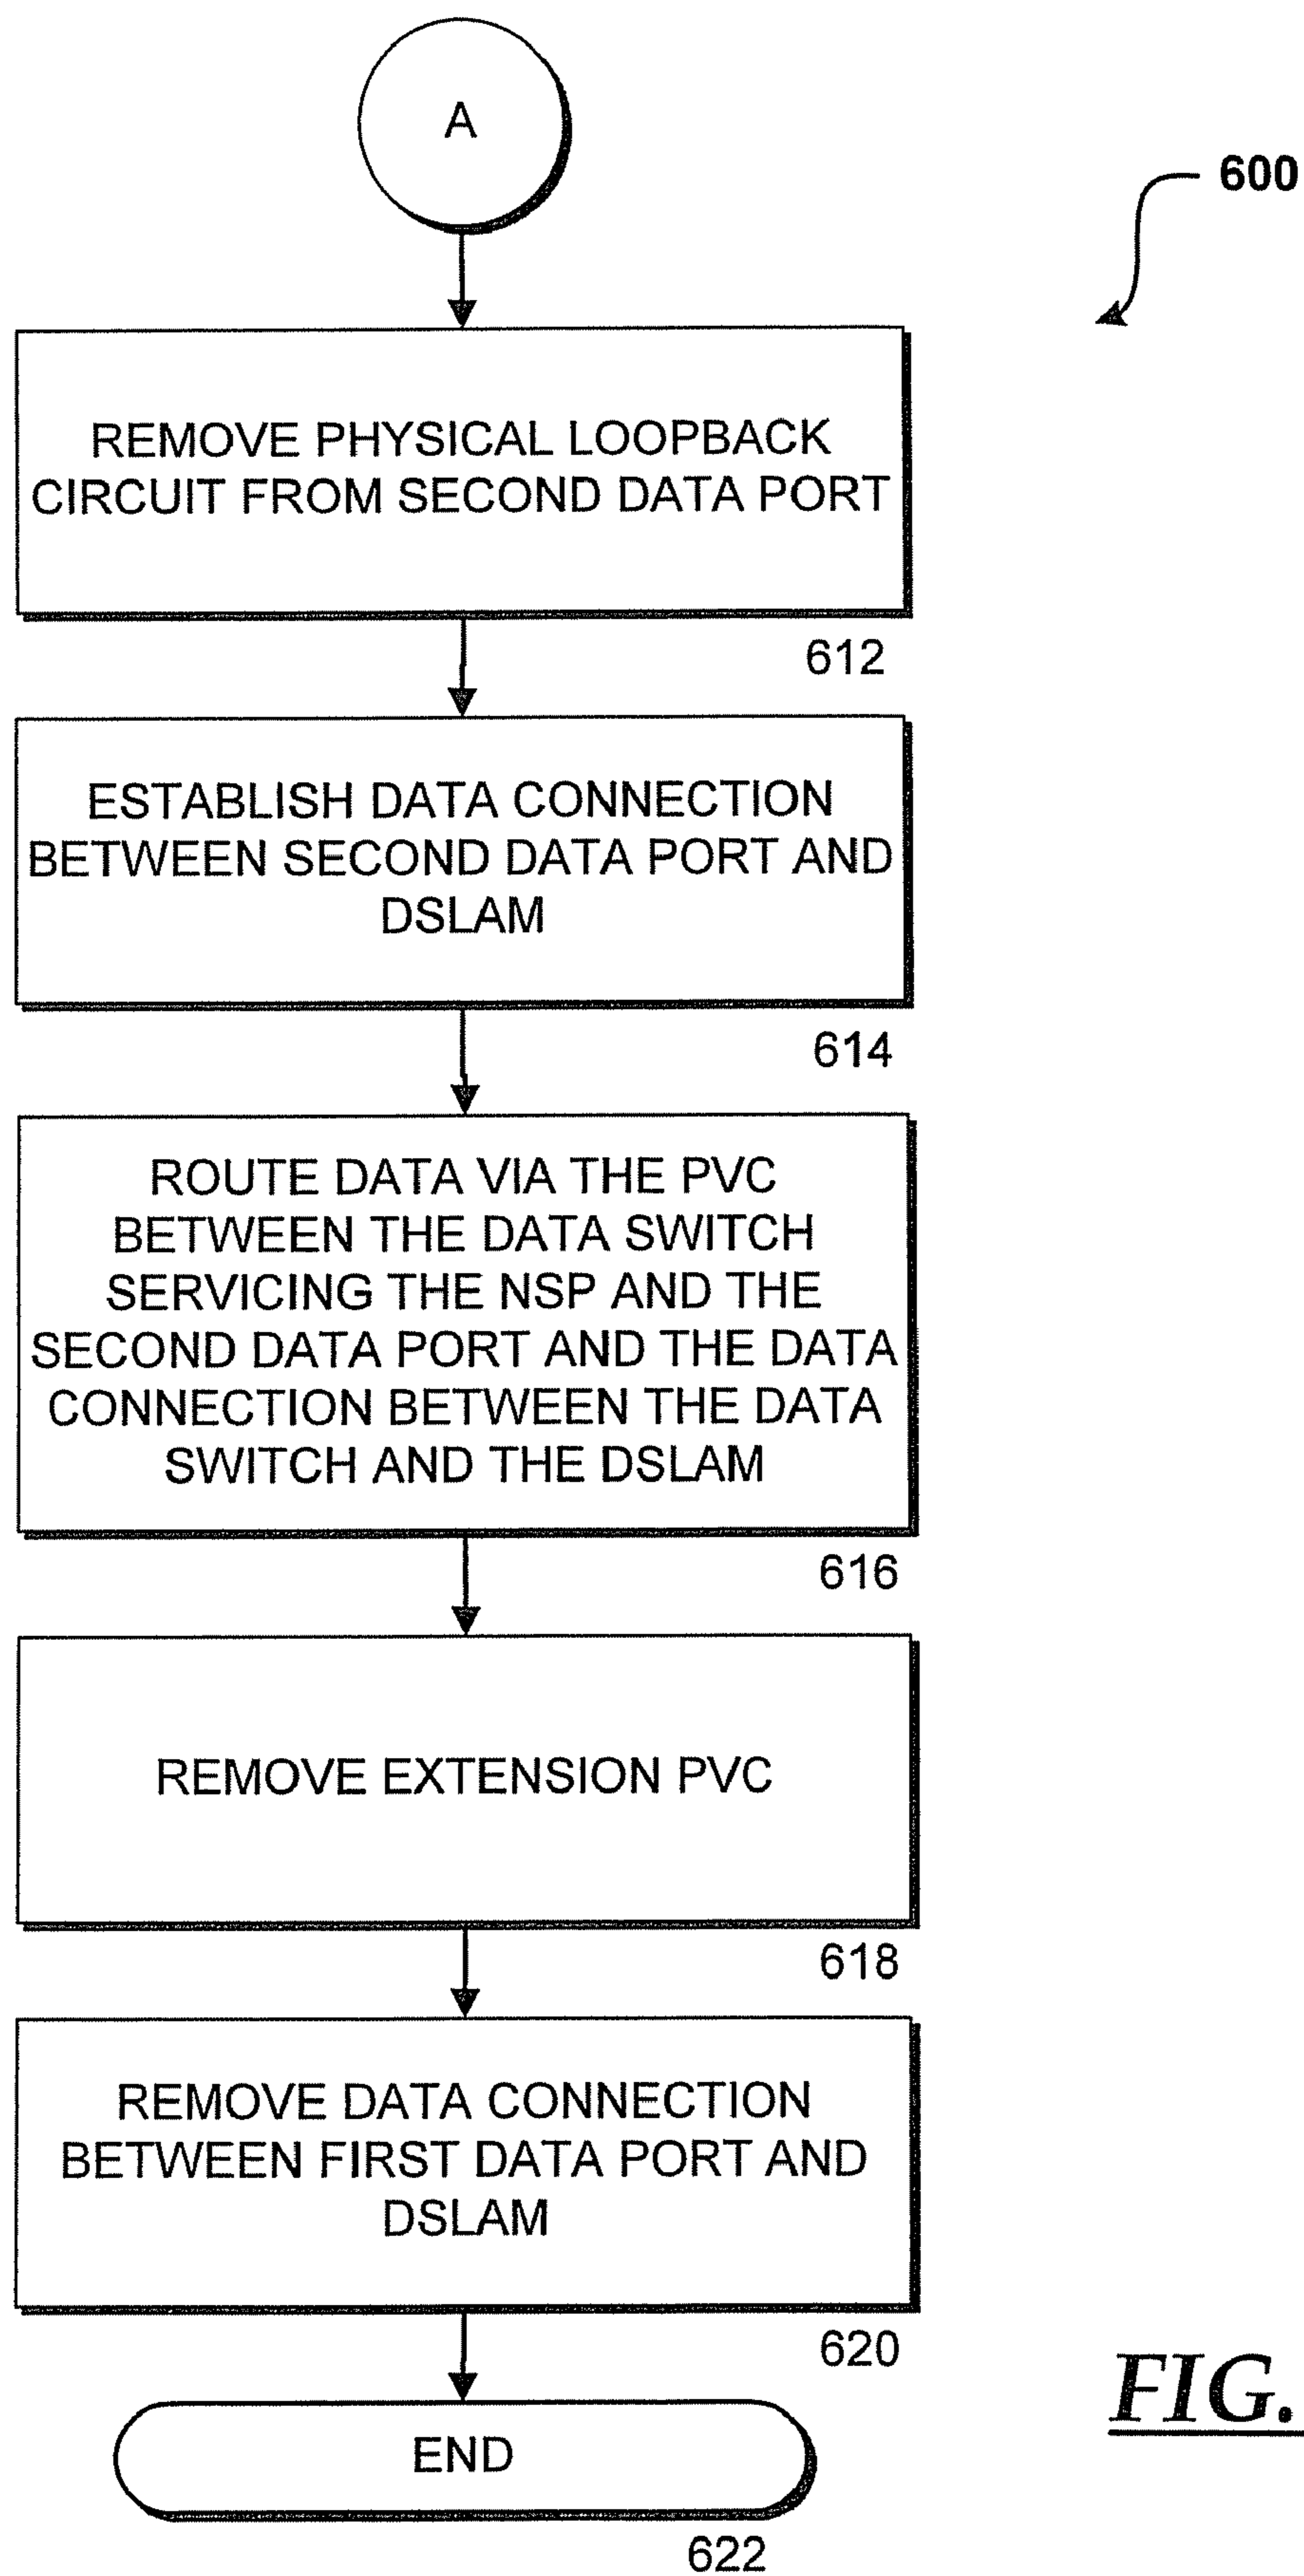 A
600
REMOVE PHYSICAL LOOPBACK
CIRCUIT FROM SECOND DATA PORT
612
ESTABLISH DATA CONNECTION
BETWEEN SECOND DATA PORT AND
DSLAM
614
ROUTE DATA VIA THE PVC
BETWEEN THE DATA SWITCH
SERVICING THE NSP AND THE
SECOND DATA PORT AND THE DATA
CONNECTION BETWEEN THE DATA
SWITCH AND THE DSLAM
616
REMOVE EXTENSION PVC
618
REMOVE DATA CONNECTION
BETWEEN FIRST DATA PORT AND
DSLAM
620
FIG.
END
622